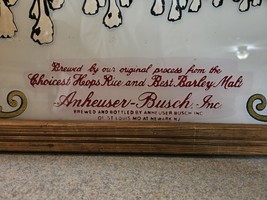 Brewed by our original process from the
Choicest Hops, Rice and Best Barley Malt
Anheuser-Busch, Inc.
BREWED AND BOTTLED BY ANHEUSER BUSCH INC
OF ST LOUIS MO AT NEWARK N.J.